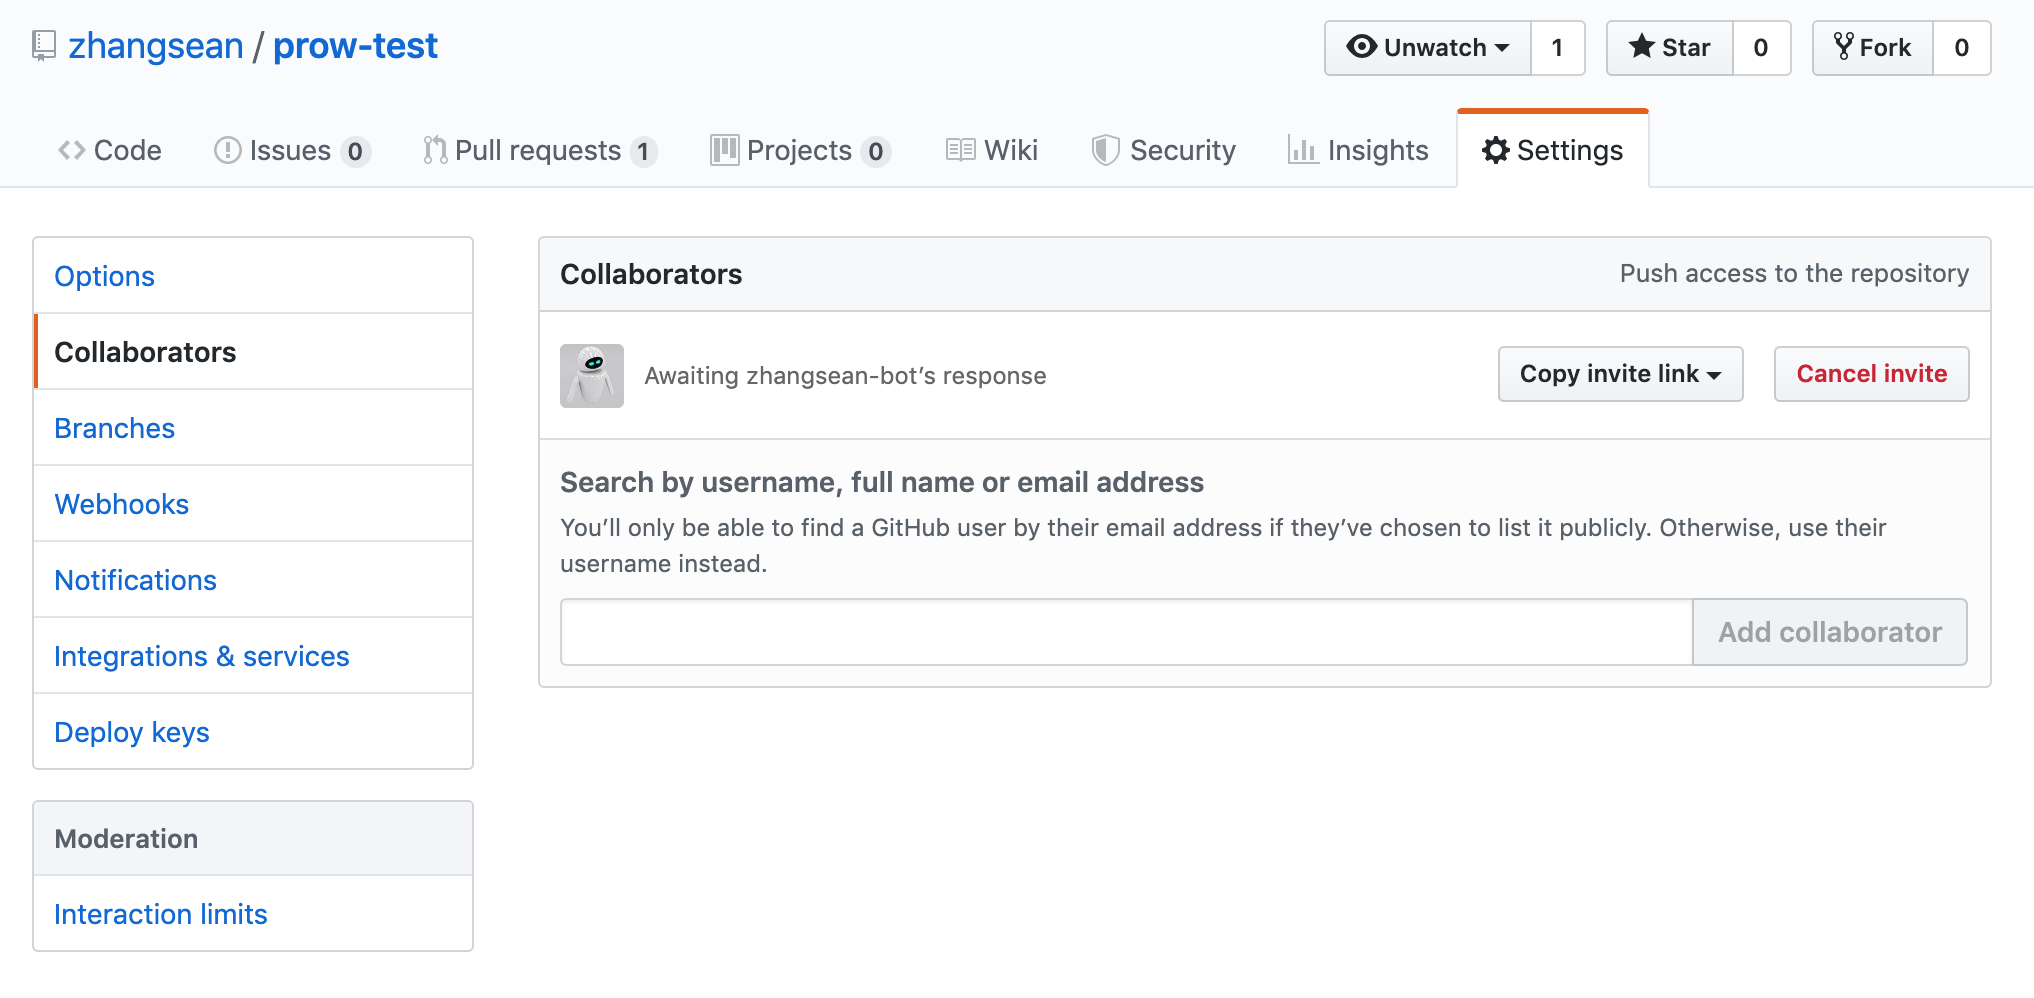 zhangsean / prow-test
Unwatch 1 Star 0 Fork 0
Code Issues 0 Pull requests 1 Projects 0 Wiki Security Insights Settings
Options
Collaborators
Branches
Webhooks
Notifications
Integrations & services
Deploy keys
Moderation
Interaction limits
Collaborators Push access to the repository
Awaiting zhangsean-bot’s response Copy invite link Cancel invite
Search by username, full name or email address
You’ll only be able to find a GitHub user by their email address if they’ve chosen to list it publicly. Otherwise, use their
username instead.
Add collaborator